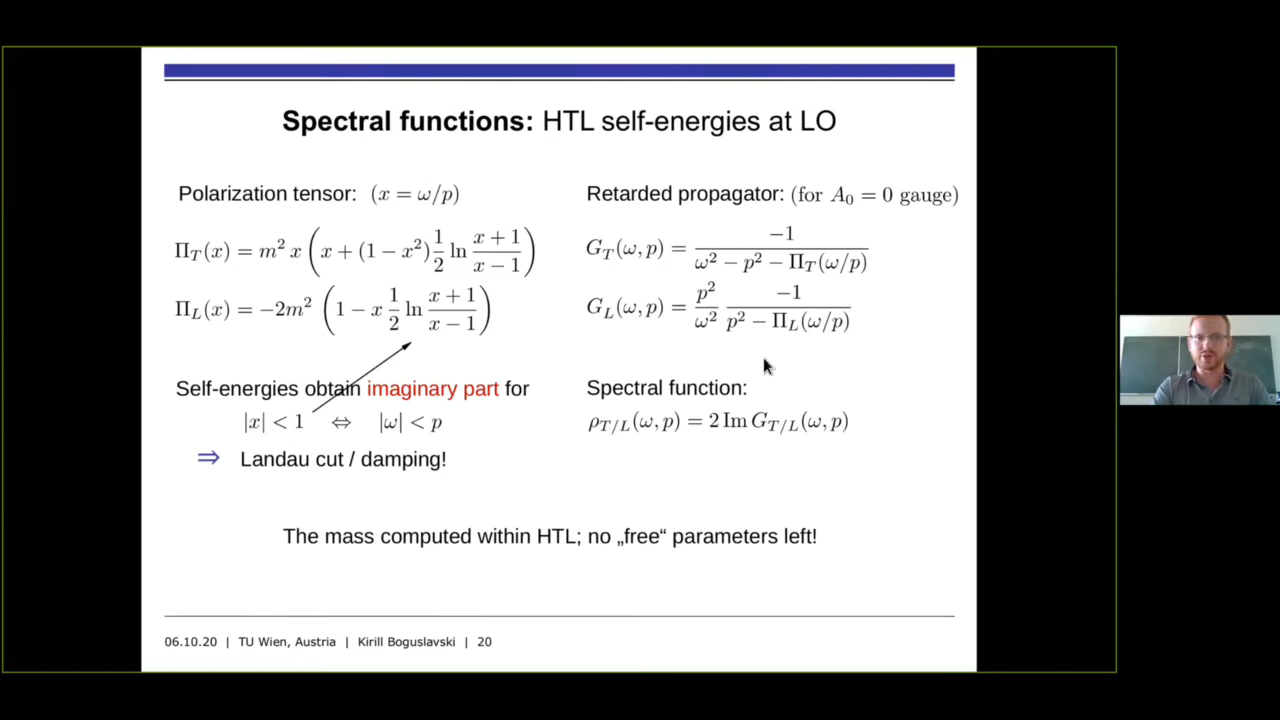 Spectral functions: HTL self-energies at LO
Polarization tensor: (x = ω/p)
Π_T(x) = m² x (x + (1 − x²) 1/2 ln (x + 1)/(x − 1))
Π_L(x) = −2m² (1 − x 1/2 ln (x + 1)/(x − 1))
Self-energies obtain imaginary part for
|x| < 1 ⇔ |ω| < p
⇒ Landau cut / damping!
Retarded propagator: (for A₀ = 0 gauge)
G_T(ω, p) = −1/(ω² − p² − Π_T(ω/p))
G_L(ω, p) = p²/ω² −1/(p² − Π_L(ω/p))
Spectral function:
ρ_{T/L}(ω, p) = 2 Im G_{T/L}(ω, p)
The mass computed within HTL; no „free“ parameters left!
06.10.20 | TU Wien, Austria | Kirill Boguslavski | 20